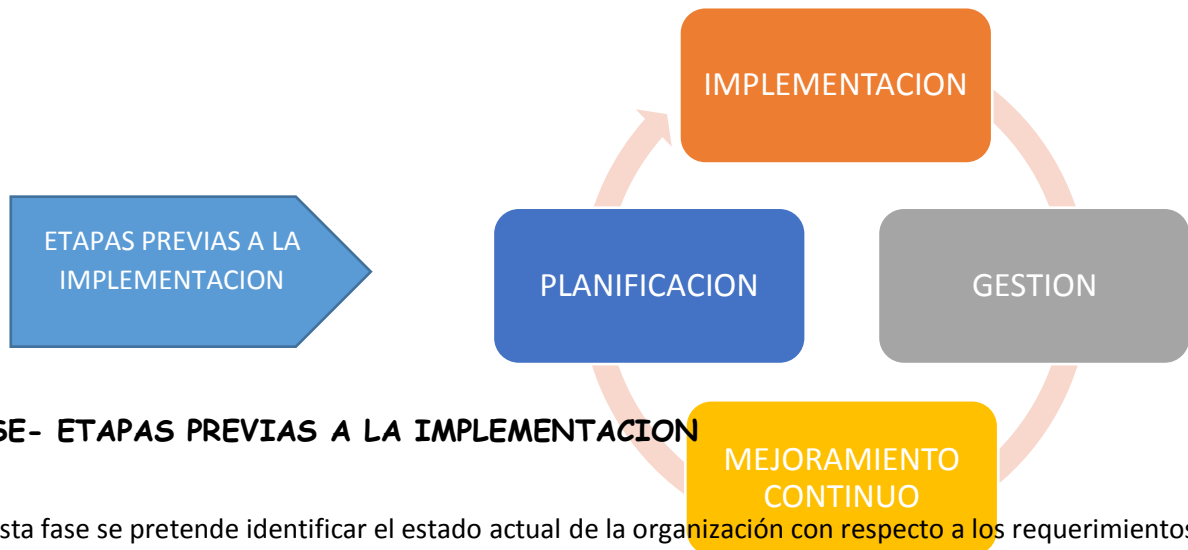 IMPLEMENTACION
ETAPAS PREVIAS A LA
IMPLEMENTACION
PLANIFICACION
GESTION
SE- ETAPAS PREVIAS A LA IMPLEMENTACION
MEJORAMIENTO
CONTINUO
sta fase se pretende identificar el estado actual de la organización con respecto a los requerimientos